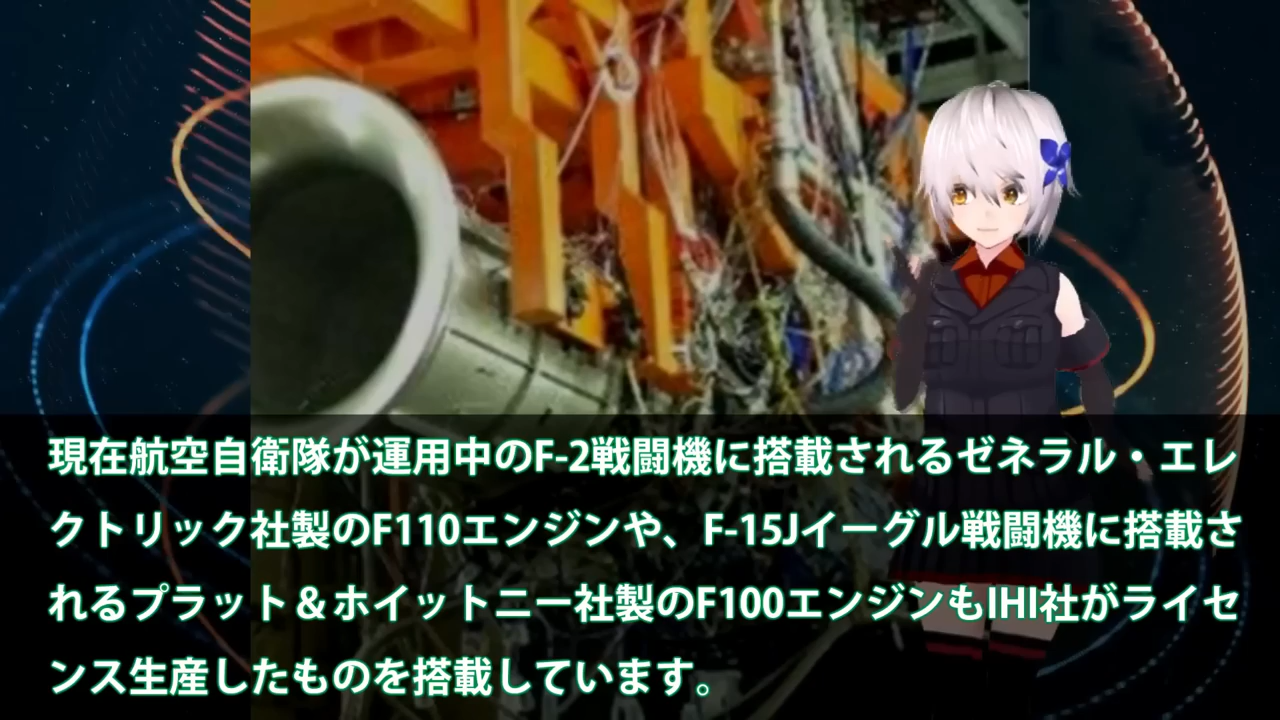 現在航空自衛隊が運用中のF-2戦闘機に搭載されるゼネラル・エレ
クトリック社製のF110エンジンや、F-15Jイーグル戦闘機に搭載さ
れるプラット＆ホイットニー社製のF100エンジンもIHI社がライセ
ンス生産したものを搭載しています。